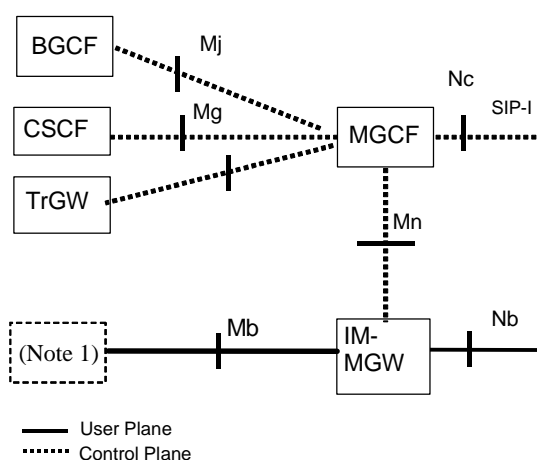 BGCF
Mj
CSCF
Mg
MGCF
Nc
SIP-I
TrGW
Mn
(Note 1)
Mb
IM-
MGW
Nb
User Plane
Control Plane